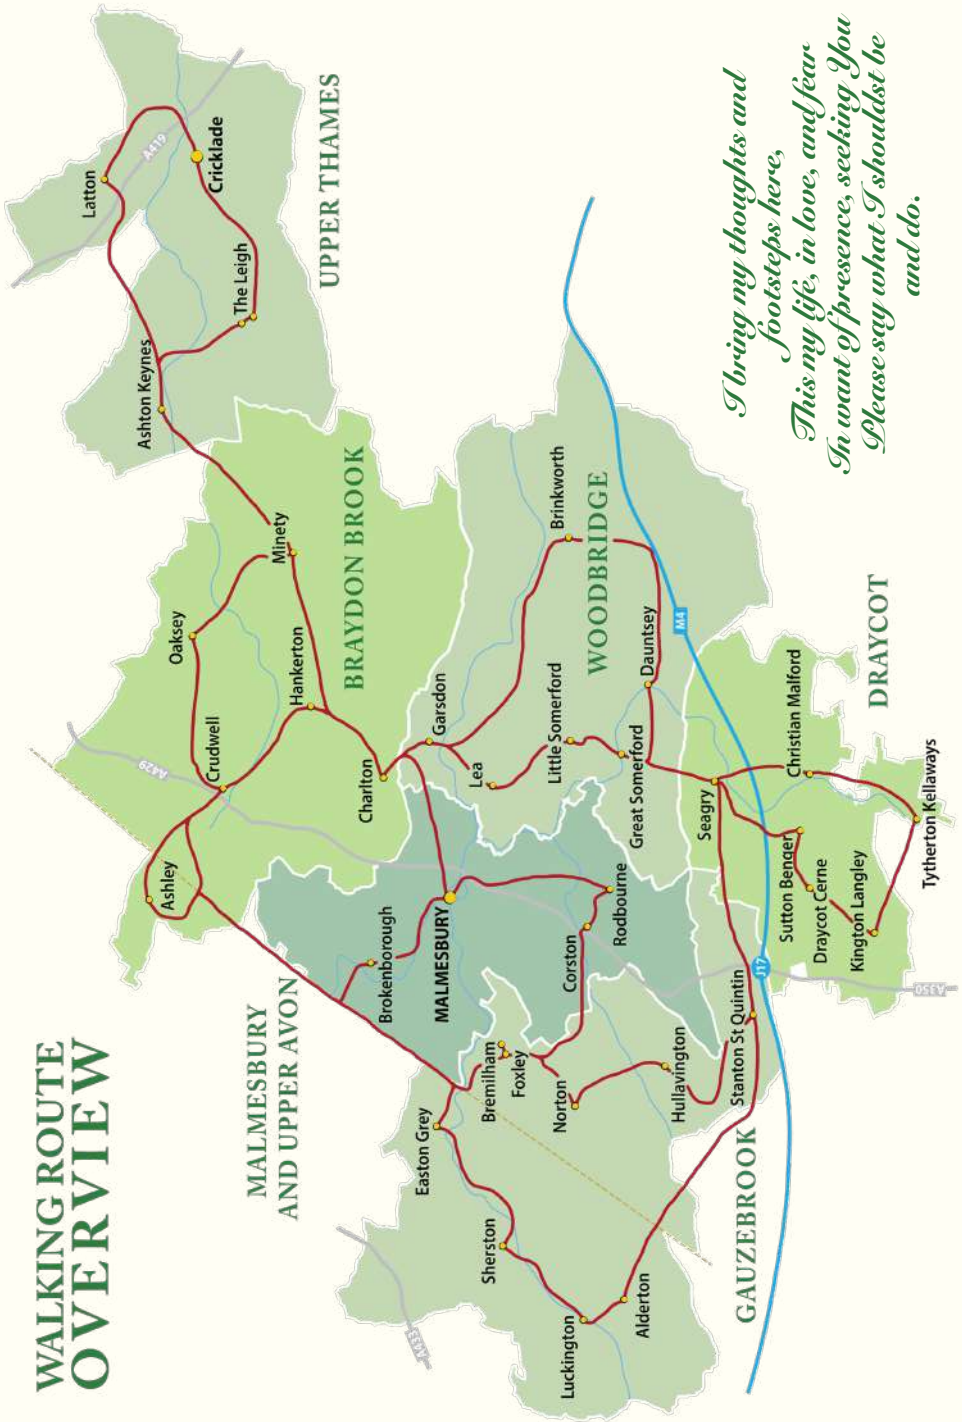 WALKING ROUTE
OVERVIEW
MALMESBURY
AND UPPER AVON
UPPER THAMES
BRAYDON BROOK
WOODBRIDGE
DRAYCOT
GAUZEBROOK
Latton
A419
Cricklade
The Leigh
Ashton Keynes
Minety
Oaksey
Hankerton
Crudwell
A429
Ashley
Charlton
Garsdon
Brinkworth
Lea
Little Somerford
Dauntsey
Great Somerford
M4
Brokenborough
MALMESBURY
Rodbourne
Corston
Seagry
Christian Malford
Sutton Benger
Draycot Cerne
Kington Langley
Tytherton Kellaways
J17
A350
Easton Grey
Bremilham
Foxley
Norton
Hullavington
Stanton St Quintin
Sherston
A433
Luckington
Alderton
I bring my thoughts and
footsteps here,
This my life, in love, and fear
In want of presence, seeking You
Please say what I shouldst be
and do.